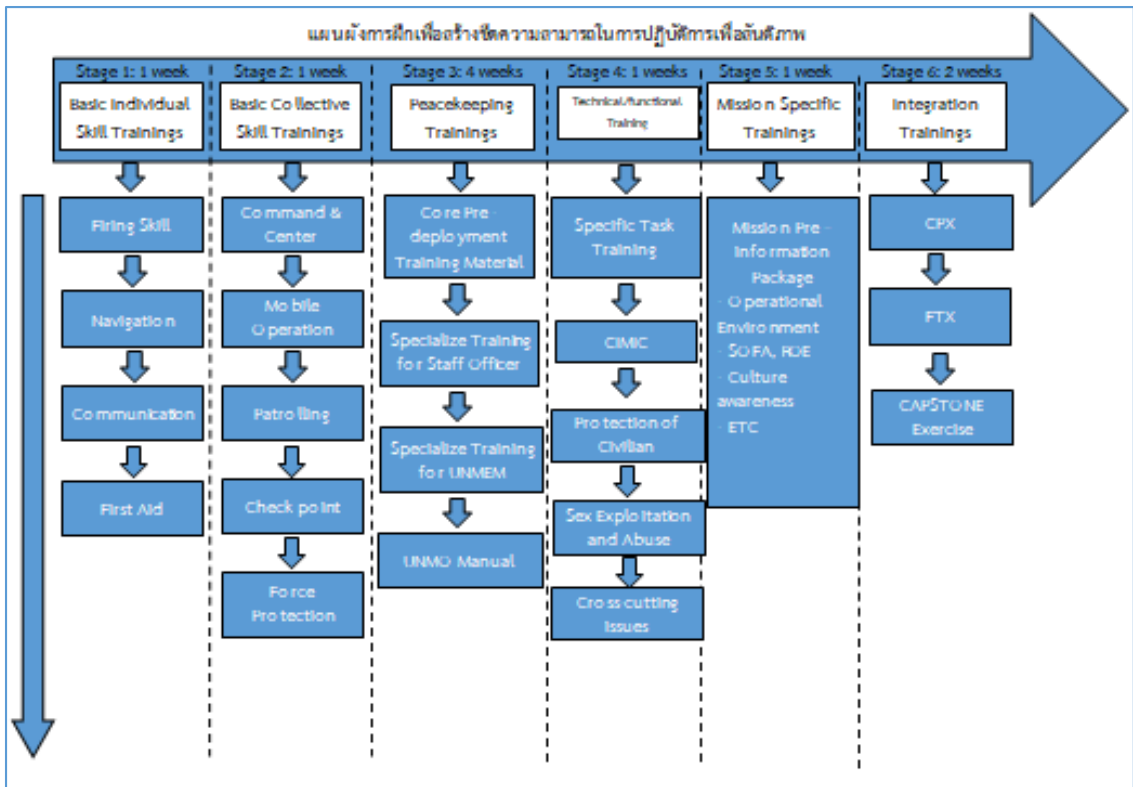 แผนผังการฝึกเพื่อสร้างขีดความสามารถในการปฏิบัติการเพื่อสันติภาพ
Stage 1: 1 week
Basic Individual
Skill Trainings
Firing Skill
Navigation
Communication
First Aid
Stage 2: 1 week
Basic Collective
Skill Trainings
Command &
Center
Mobile
Operation
Patrolling
Check point
Force
Protection
Stage 3: 4 weeks
Peacekeeping
Trainings
Core Pre -
deployment
Training Material
Specialize Training
for Staff Officer
Specialize Training
for UNMEM
UNMO Manual
Stage 4: 1 weeks
Technical/functional
Training
Specific Task
Training
CIMIC
Protection of
Civilian
Sex Exploitation
and Abuse
Cross cutting
issues
Stage 5: 1 week
Mission Specific
Trainings
Mission Pre -
Information
Package
- Operational
Environment
- SOFA, ROE
- Culture
awareness
- ETC
Stage 6: 2 weeks
Integration
Trainings
CPX
FTX
CAPSTONE
Exercise